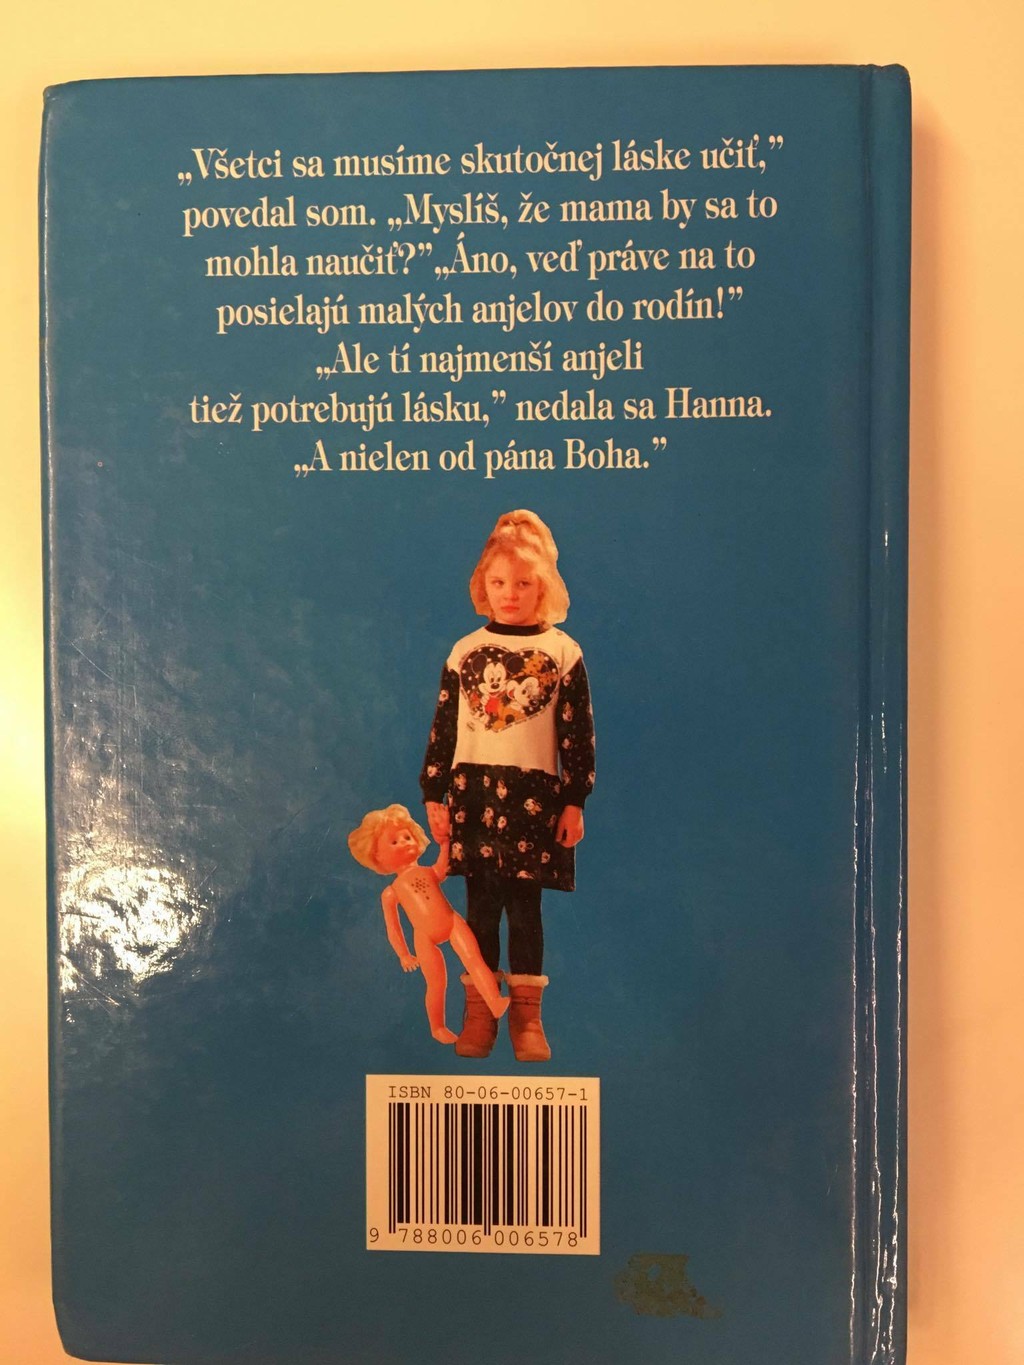 „Všetci sa musíme skutočnej láske učiť,”
povedal som. „Myslíš, že mama by sa to
mohla naučiť?”„Áno, veď práve na to
posielajú malých anjelov do rodín!”
„Ale tí najmenší anjeli
tiež potrebujú lásku,” nedala sa Hanna.
„A nielen od pána Boha.”
ISBN 80-06-00657-1
9 788006 006578